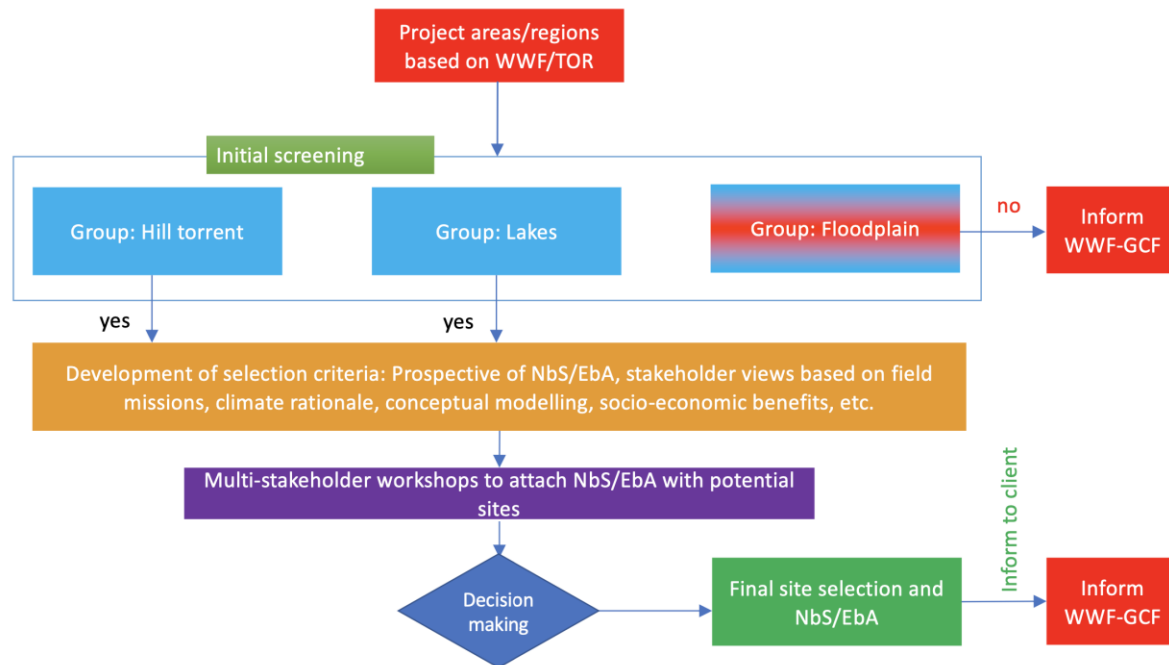 Project areas/regions
based on WWF/TOR
Initial screening
Group: Hill torrent
Group: Lakes
Group: Floodplain
no
Inform
WWF-GCF
yes
yes
Development of selection criteria: Prospective of NbS/EbA, stakeholder views based on field
missions, climate rationale, conceptual modelling, socio-economic benefits, etc.
Multi-stakeholder workshops to attach NbS/EbA with potential
sites
Decision
making
Final site selection and
NbS/EbA
Inform to client
Inform
WWF-GCF